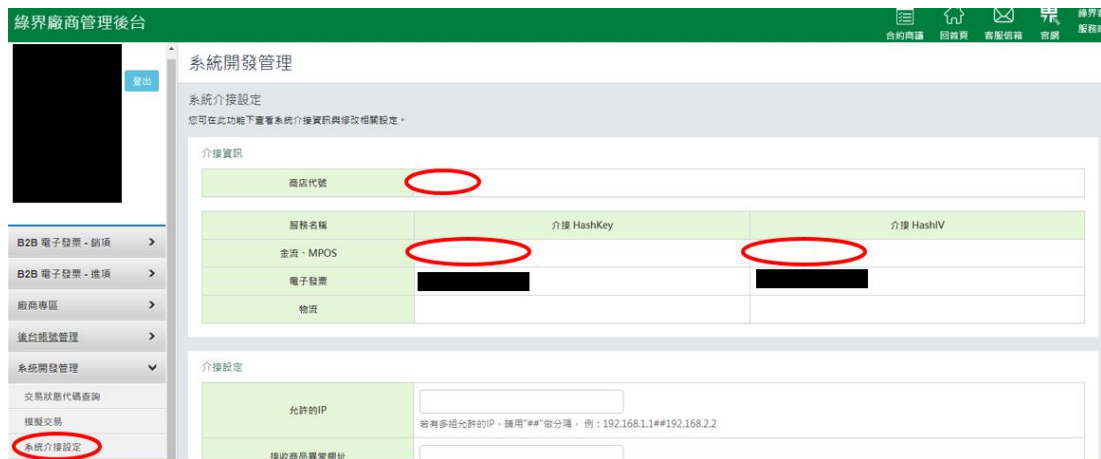 綠界廠商管理後台
合約商議 回首頁 客服信箱 官網
登出
系統開發管理
系統介接設定
您可在此功能下查看系統介接資訊與修改相關設定。
介接資訊
商店代號
服務名稱 介接 HashKey 介接 HashIV
金流、MPOS
電子發票
物流
B2B 電子發票 - 銷項
B2B 電子發票 - 進項
廠商專區
後台帳號管理
系統開發管理
交易狀態代碼查詢
模擬交易
系統介接設定
介接設定
允許的IP
若有多組允許的IP，請用"##"做分隔， 例：192.168.1.1##192.168.2.2
接收商品異常網址